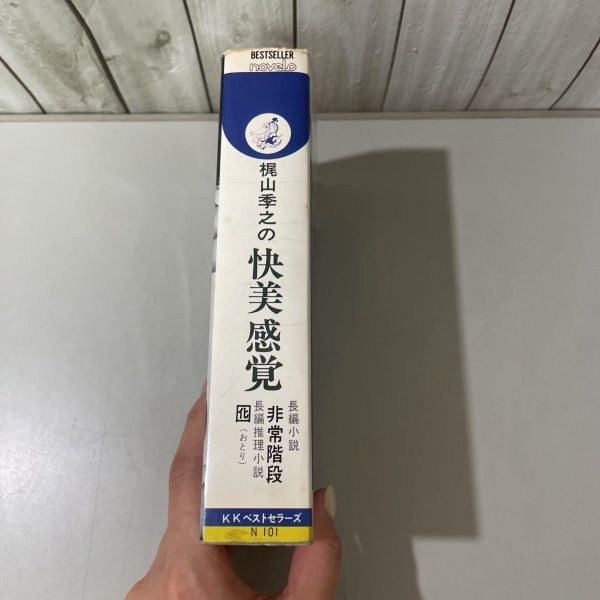 BESTSELLER
novels
梶山季之の
快美感覚
長編小説
非常階段
長編推理小説
囮（おとり）
KKベストセラーズ
N 101